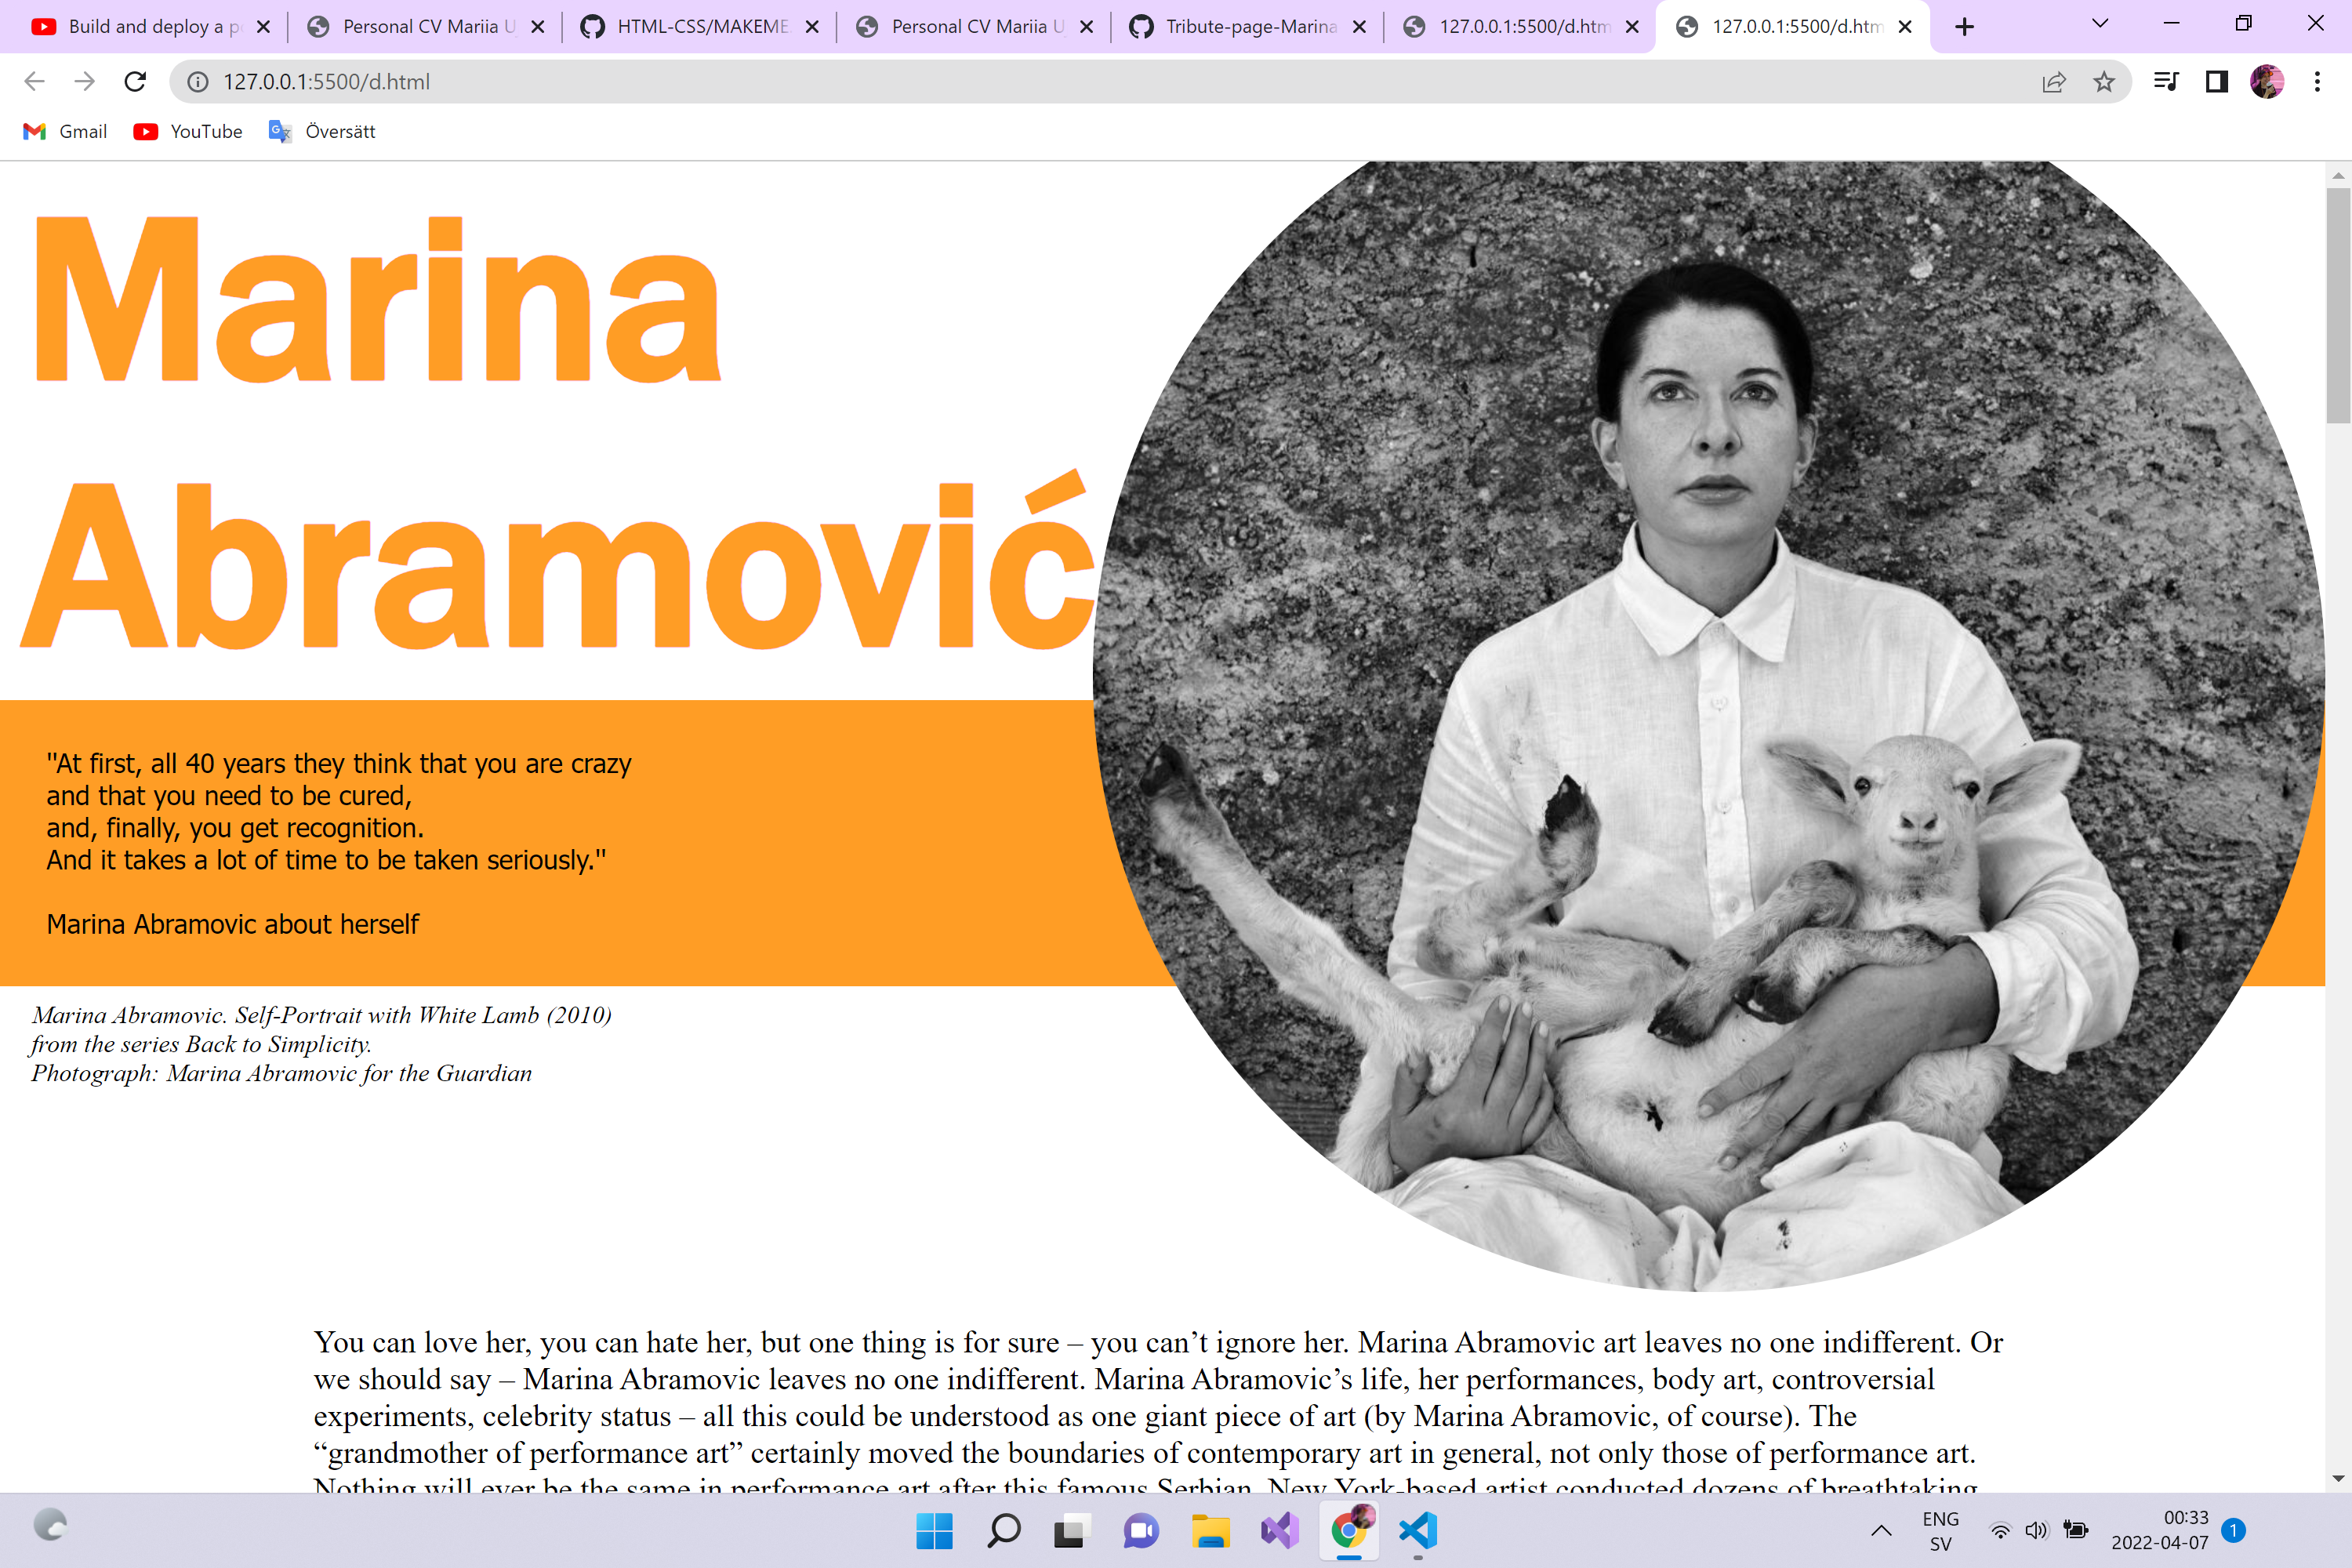 Build and deploy a p
Personal CV Mariia U
HTML-CSS/MAKEME
Personal CV Mariia U
Tribute-page-Marina
127.0.0.1:5500/d.htm
127.0.0.1:5500/d.htm
127.0.0.1:5500/d.html
Gmail
YouTube
Översätt
Marina
Abramović
"At first, all 40 years they think that you are crazy
and that you need to be cured,
and, finally, you get recognition.
And it takes a lot of time to be taken seriously."
Marina Abramovic about herself
Marina Abramovic. Self-Portrait with White Lamb (2010)
from the series Back to Simplicity.
Photograph: Marina Abramovic for the Guardian
You can love her, you can hate her, but one thing is for sure – you can’t ignore her. Marina Abramovic art leaves no one indifferent. Or
we should say – Marina Abramovic leaves no one indifferent. Marina Abramovic’s life, her performances, body art, controversial
experiments, celebrity status – all this could be understood as one giant piece of art (by Marina Abramovic, of course). The
“grandmother of performance art” certainly moved the boundaries of contemporary art in general, not only those of performance art.
Nothing will ever be the same in performance art after this famous Serbian, New York-based artist conducted dozens of breathtaking
ENG
SV
00:33
2022-04-07
1